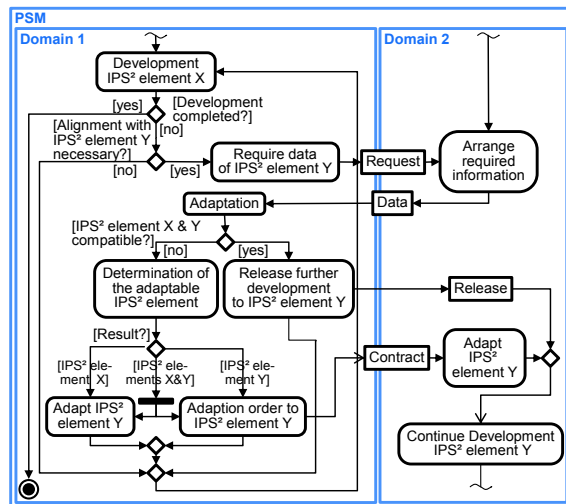 PSM
Domain 1
Domain 2
Development
IPS² element X
[yes]
[Development
completed?]
[Alignment with
IPS² element Y
necessary?]
[no]
[no]
[yes]
Require data
of IPS² element Y
Request
Arrange
required
information
Adaptation
Data
[IPS² element X & Y
compatible?]
[no]
[yes]
Determination of
the adaptable
IPS² element
Release further
development
to IPS² element Y
Release
[Result?]
Contract
Adapt
IPS²
element Y
[IPS² ele-
ment X]
[IPS² ele-
ments X&Y]
[IPS² ele-
ment Y]
Adapt IPS²
element Y
Adaption order to
IPS² element Y
Continue Development
IPS² element Y